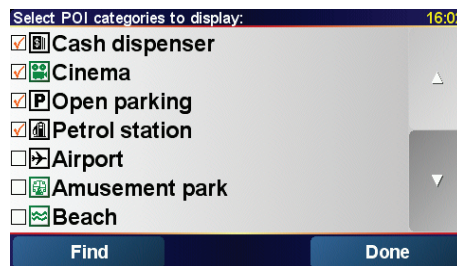 Select POI categories to display: 16:0
Cash dispenser
Cinema
P Open parking
Petrol station
Airport
Amusement park
Beach
Find Done